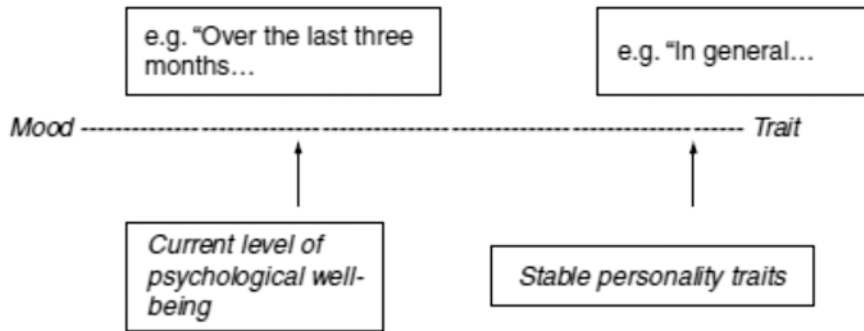 e.g. “Over the last three
months…
e.g. “In general…
Mood
Trait
Current level of
psychological well-
being
Stable personality traits